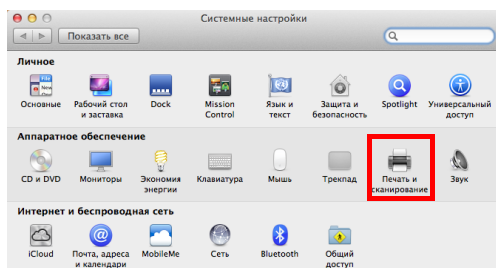 Системные настройки
Показать все
Личное
Основные Рабочий стол и заставка Dock Mission Control Язык и текст Защита и безопасность Spotlight Универсальный доступ
Аппаратное обеспечение
CD и DVD Мониторы Экономия энергии Клавиатура Мышь Трекпад Печать и сканирование Звук
Интернет и беспроводная сеть
iCloud Почта, адреса и календари MobileMe Сеть Bluetooth Общий доступ